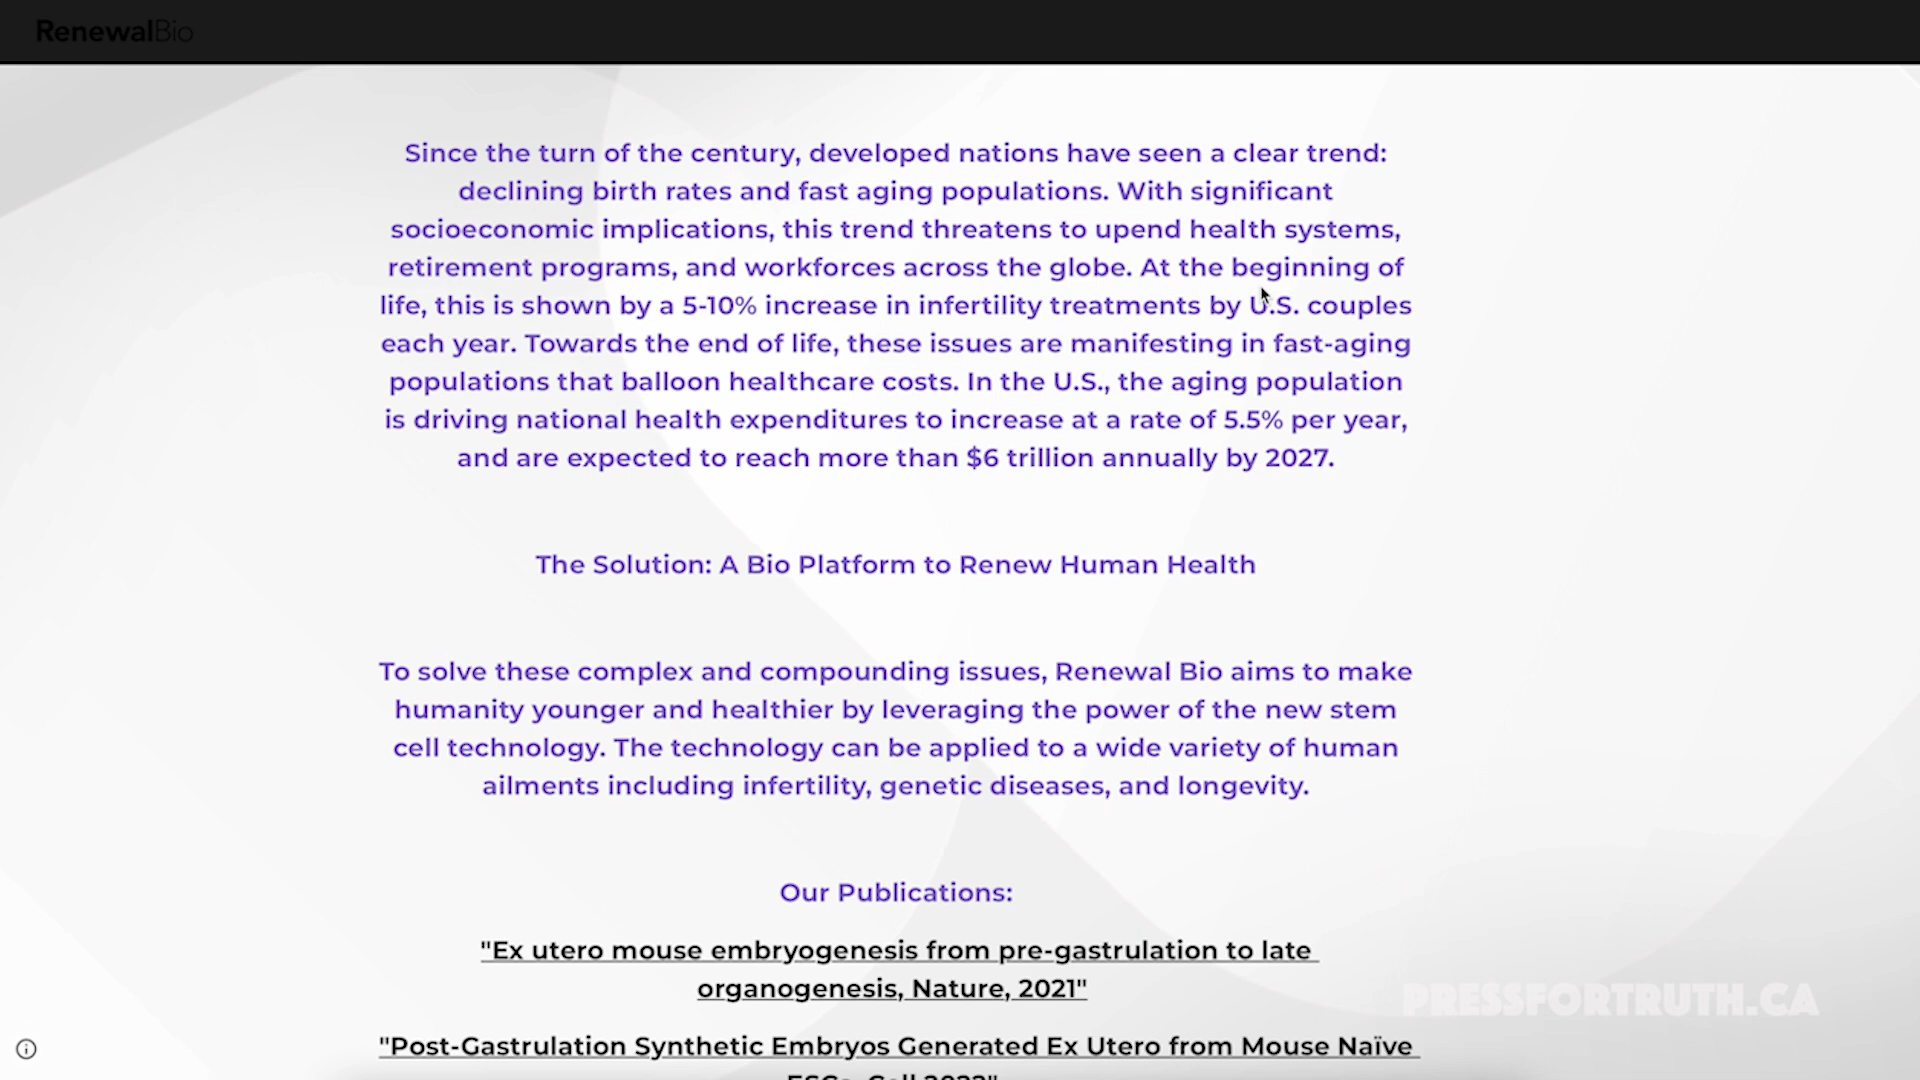 RenewalBio
Since the turn of the century, developed nations have seen a clear trend:
declining birth rates and fast aging populations. With significant
socioeconomic implications, this trend threatens to upend health systems,
retirement programs, and workforces across the globe. At the beginning of
life, this is shown by a 5-10% increase in infertility treatments by U.S. couples
each year. Towards the end of life, these issues are manifesting in fast-aging
populations that balloon healthcare costs. In the U.S., the aging population
is driving national health expenditures to increase at a rate of 5.5% per year,
and are expected to reach more than $6 trillion annually by 2027.
The Solution: A Bio Platform to Renew Human Health
To solve these complex and compounding issues, Renewal Bio aims to make
humanity younger and healthier by leveraging the power of the new stem
cell technology. The technology can be applied to a wide variety of human
ailments including infertility, genetic diseases, and longevity.
Our Publications:
"Ex utero mouse embryogenesis from pre-gastrulation to late
organogenesis, Nature, 2021"
PRESSFORTRUTH.CA
"Post-Gastrulation Synthetic Embryos Generated Ex Utero from Mouse Naïve
ESCs, Cell 2022"